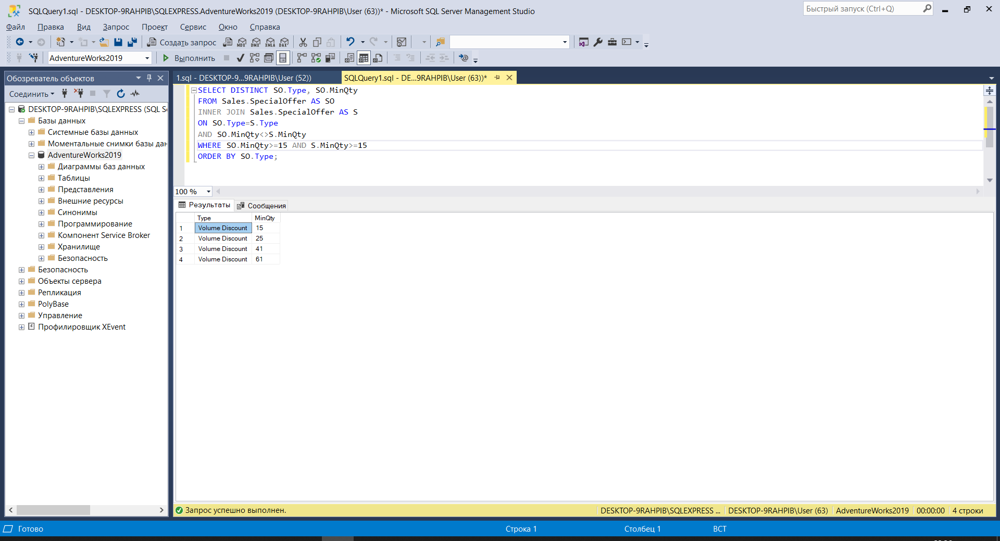 SQLQuery1.sql - DESKTOP-9RAHPIB\SQLEXPRESS.AdventureWorks2019 (DESKTOP-9RAHPIB\User (63))* - Microsoft SQL Server Management Studio
Быстрый запуск (Ctrl+Q)
Файл Правка Вид Запрос Проект Сервис Окно Справка
Создать запрос MDX DMX XMLA DAX
AdventureWorks2019 Выполнить
Обозреватель объектов
1.sql - DESKTOP-9...9RAHPIB\User (52))
SQLQuery1.sql - DE...9RAHPIB\User (63))*
Соединить
DESKTOP-9RAHPIB\SQLEXPRESS (SQL S
Базы данных
Системные базы данных
Моментальные снимки базы дан
AdventureWorks2019
Диаграммы баз данных
Таблицы
Представления
Внешние ресурсы
Синонимы
Программирование
Компонент Service Broker
Хранилище
Безопасность
Безопасность
Объекты сервера
Репликация
PolyBase
Управление
Профилировщик XEvent
SELECT DISTINCT SO.Type, SO.MinQty
FROM Sales.SpecialOffer AS SO
INNER JOIN Sales.SpecialOffer AS S
ON SO.Type=S.Type
AND SO.MinQty<>S.MinQty
WHERE SO.MinQty>=15 AND S.MinQty>=15
ORDER BY SO.Type;
100 %
Результаты Сообщения
Type MinQty
1 Volume Discount 15
2 Volume Discount 25
3 Volume Discount 41
4 Volume Discount 61
Запрос успешно выполнен.
DESKTOP-9RAHPIB\SQLEXPRESS ... DESKTOP-9RAHPIB\User (63) AdventureWorks2019 00:00:00 4 строки
Готово Строка 1 Столбец 1 ВСТ